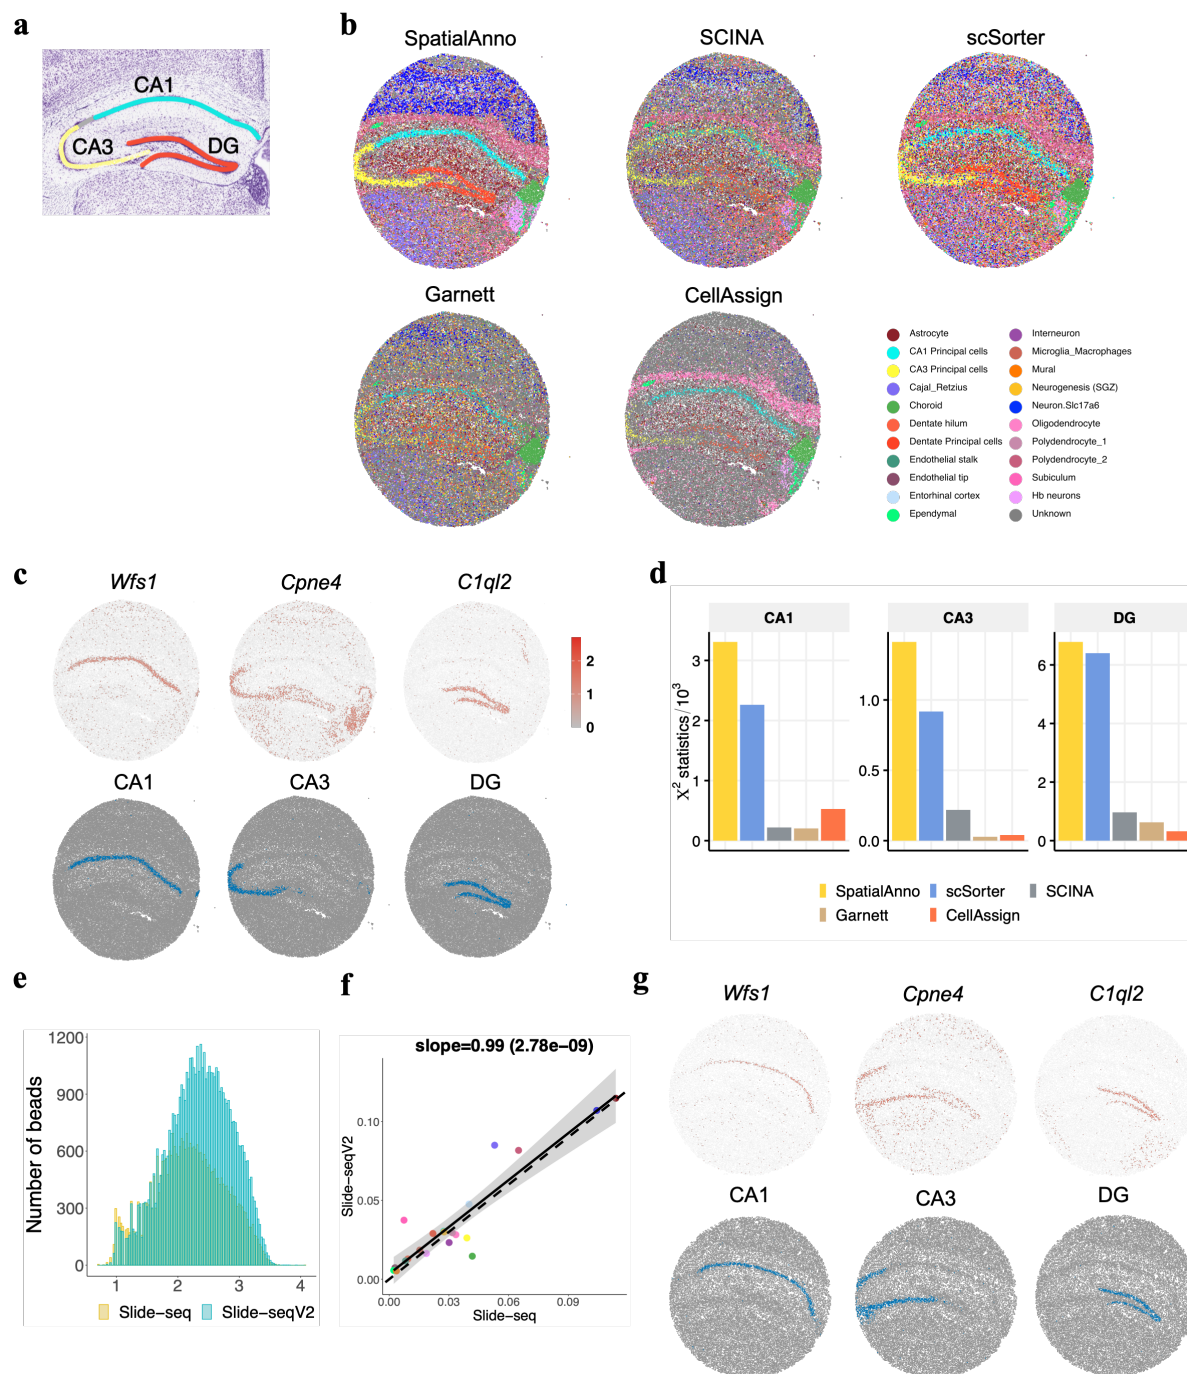 a
CA1
CA3
DG
b
SpatialAnno
SCINA
scSorter
Garnett
CellAssign
Astrocyte
CA1 Principal cells
CA3 Principal cells
Cajal_Retzius
Choroid
Dentate hilum
Dentate Principal cells
Endothelial stalk
Endothelial tip
Entorhinal cortex
Ependymal
Interneuron
Microglia_Macrophages
Mural
Neurogenesis (SGZ)
Neuron.Slc17a6
Oligodendrocyte
Polydendrocyte_1
Polydendrocyte_2
Subiculum
Hb neurons
Unknown
c
Wfs1
Cpne4
C1ql2
2
1
0
CA1
CA3
DG
d
CA1
CA3
DG
X² statistics/10³
3
2
1
0
1.0
0.5
0.0
6
4
2
0
SpatialAnno
scSorter
SCINA
Garnett
CellAssign
e
Number of beads
1200
900
600
300
0
1
2
3
4
Slide−seq
Slide−seqV2
f
slope=0.99 (2.78e−09)
Slide−seqV2
0.10
0.05
0.00
0.00
0.03
0.06
0.09
Slide−seq
g
Wfs1
Cpne4
C1ql2
CA1
CA3
DG